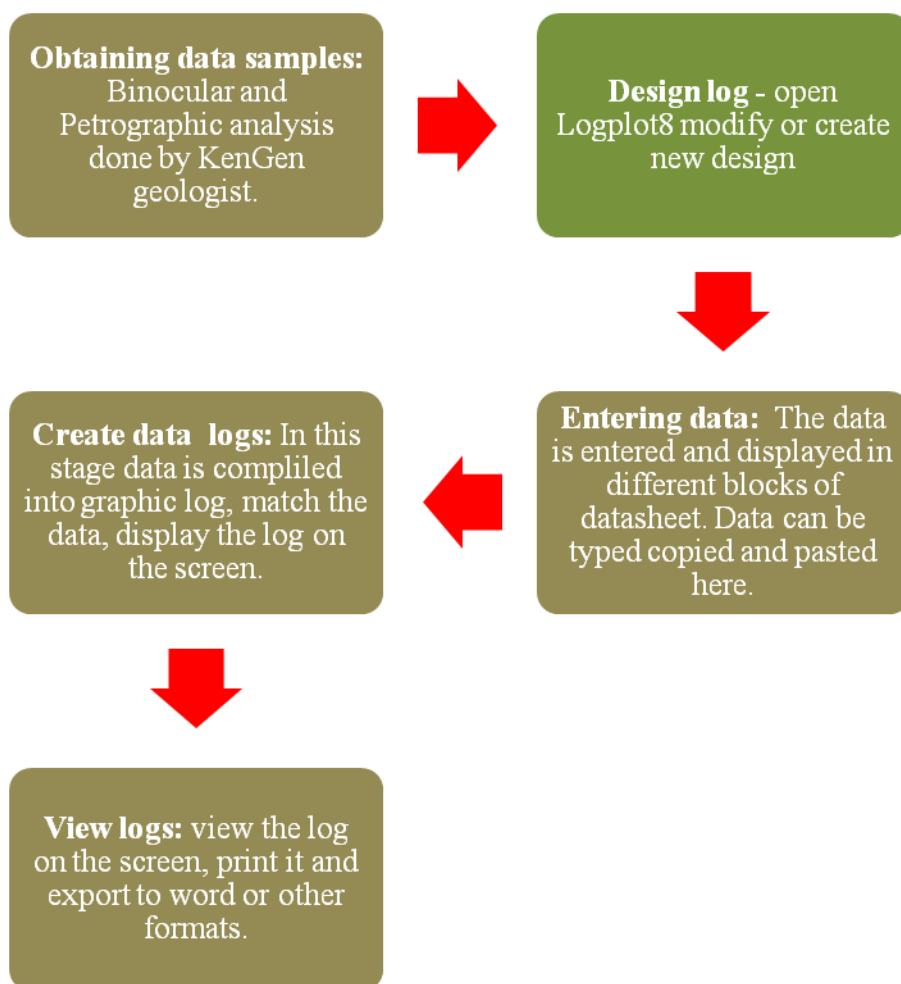 Obtaining data samples:
Binocular and
Petrographic analysis
done by KenGen
geologist.
Design log - open
Logplot8 modify or create
new design
Entering data: The data
is entered and displayed in
different blocks of
datasheet. Data can be
typed copied and pasted
here.
Create data logs: In this
stage data is compliled
into graphic log, match the
data, display the log on
the screen.
View logs: view the log
on the screen, print it and
export to word or other
formats.